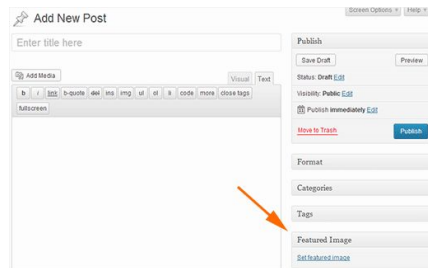 Screen Options
Help
Add New Post
Enter title here
Add Media
Visual
Text
b
i
link
b-quote
del
ins
img
ul
ol
li
code
more
close tags
fullscreen
Publish
Save Draft
Preview
Status: Draft Edit
Visibility: Public Edit
Publish immediately Edit
Move to Trash
Publish
Format
Categories
Tags
Featured Image
Set featured image